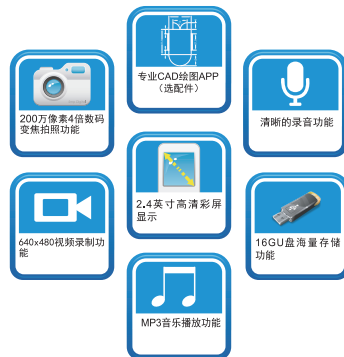 专业CAD绘图APP
（选配件）
200万像素4倍数码
变焦拍照功能
清晰的录音功能
2.4英寸高清彩屏
显示
640x480视频录制功
能
16GU盘海量存储
功能
MP3音乐播放功能